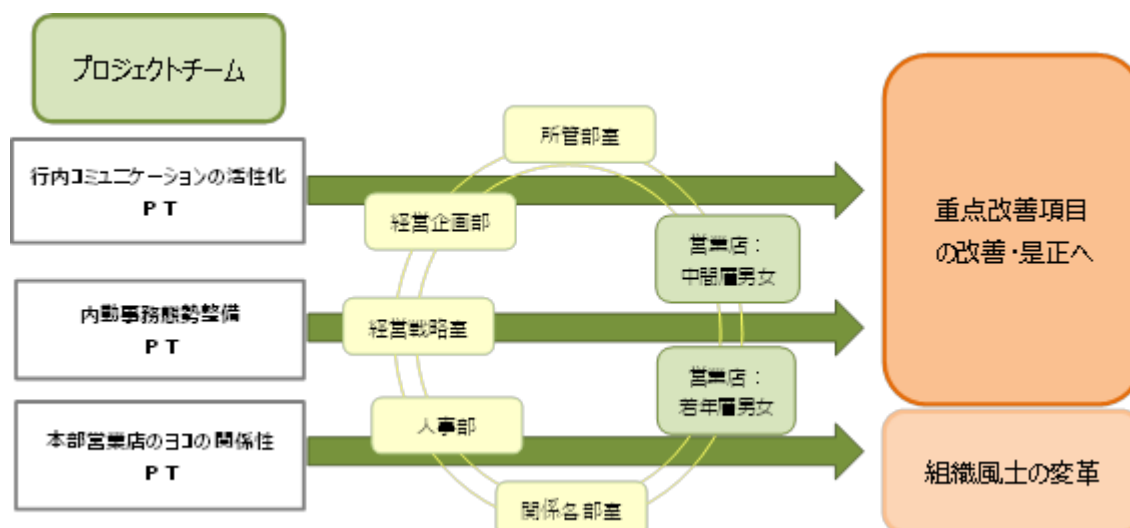 プロジェクトチーム
行内コミュニケーションの活性化
PT
内勤事務態勢整備
PT
本部営業店のヨコの関係性
PT
所管部室
経営企画部
経営戦略室
人事部
関係各部室
営業店：
中間層男女
営業店：
若年層男女
重点改善項目
の改善・是正へ
組織風土の変革